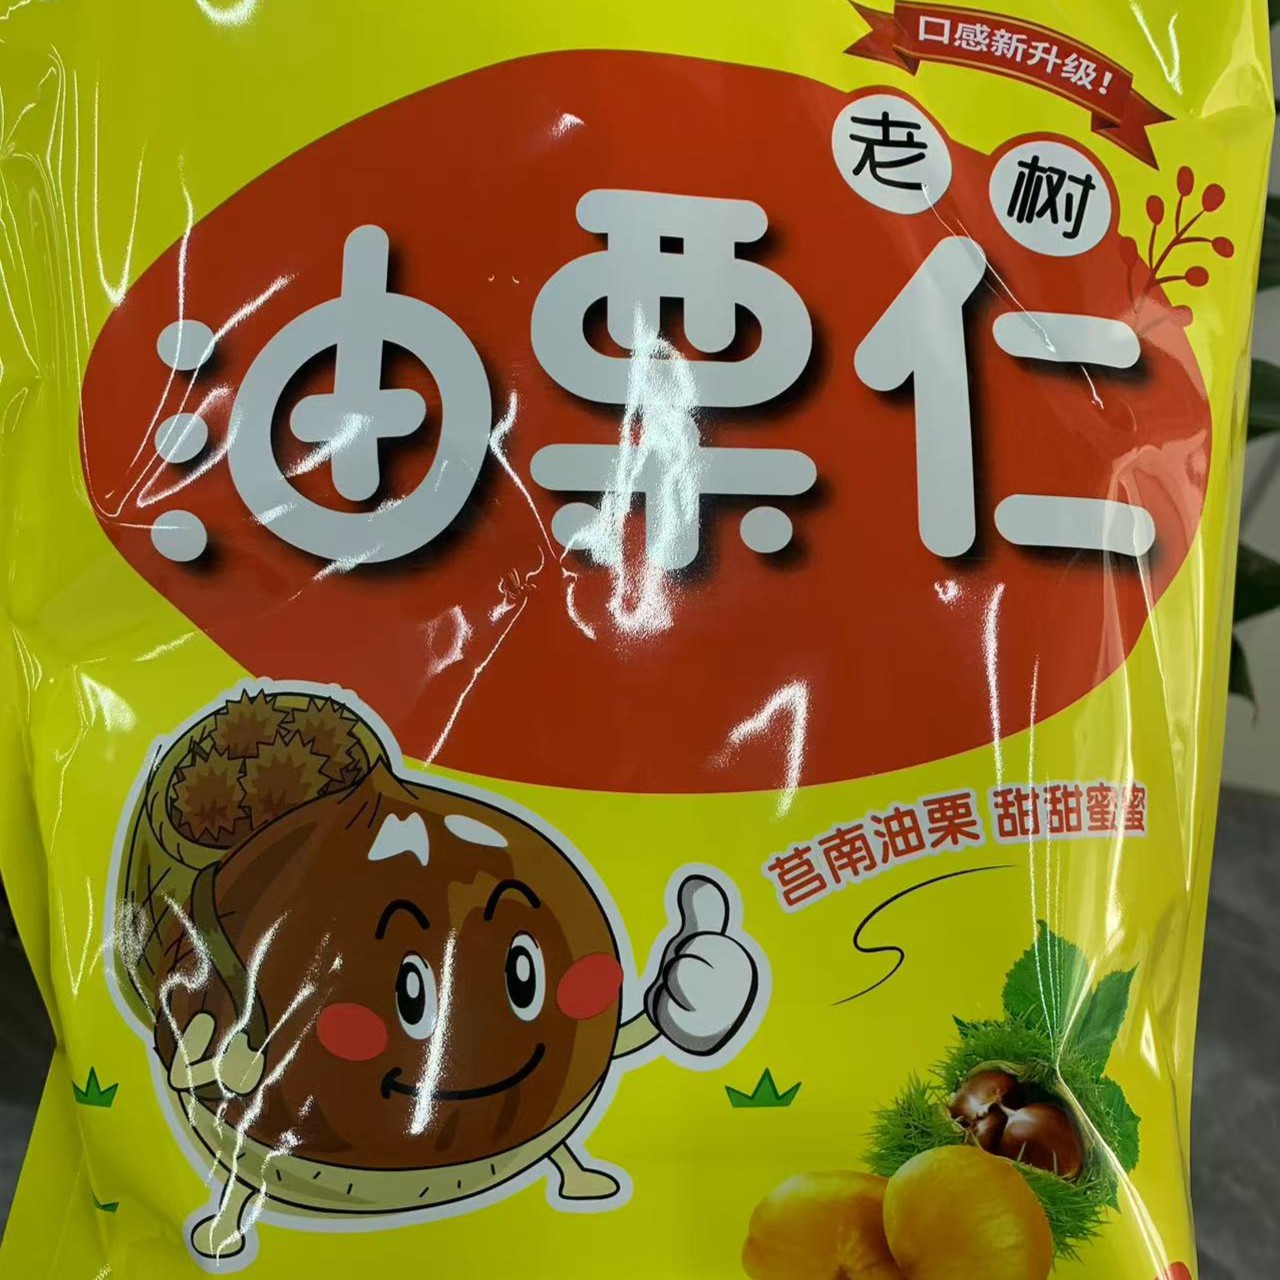 口感新升级！
老树
油栗仁
莒南油栗 甜甜蜜蜜